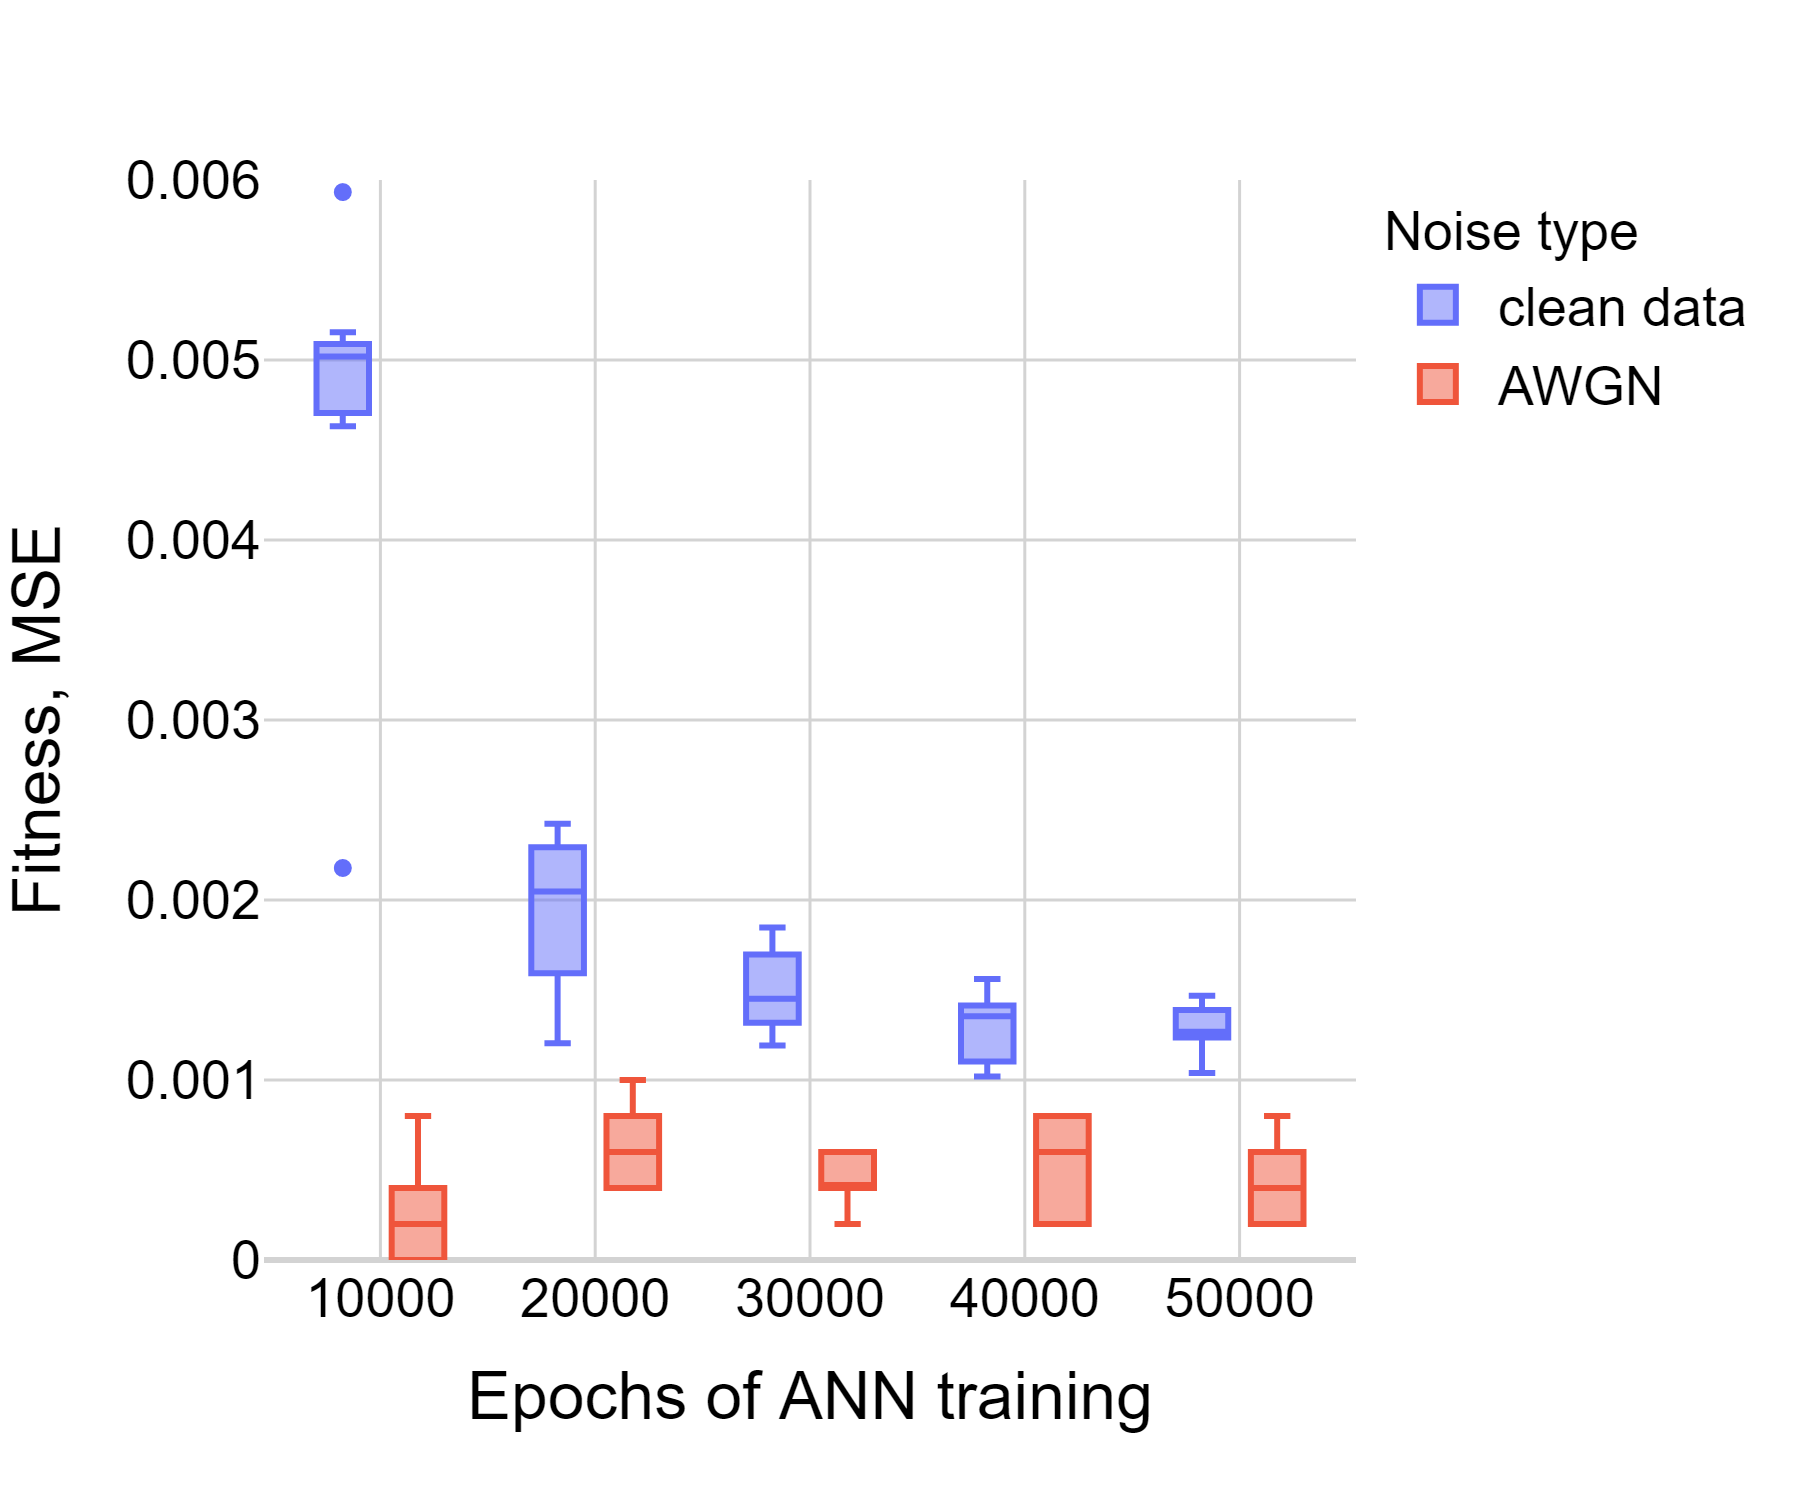 0.006
0.005
0.004
0.003
0.002
0.001
0
Fitness, MSE
10000 20000 30000 40000 50000
Epochs of ANN training
Noise type
clean data
AWGN